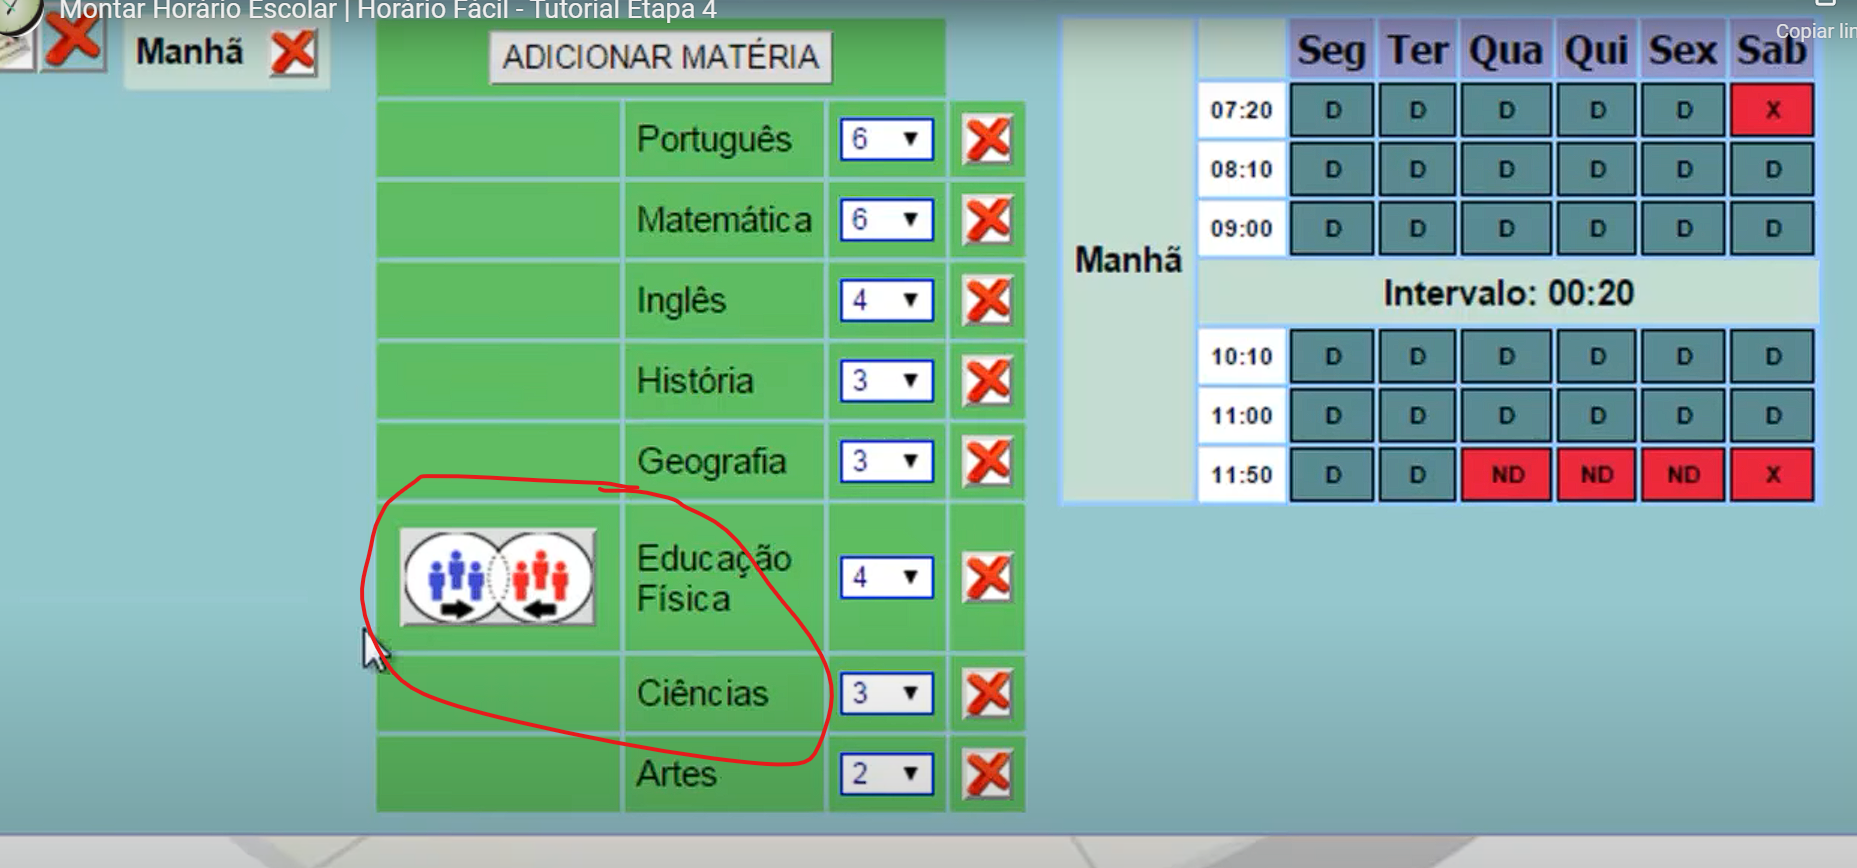 Montar Horário Escolar | Horário Fácil - Tutorial Etapa 4
Manhã
ADICIONAR MATÉRIA
Português 6
Matemática 6
Inglês 4
História 3
Geografia 3
Educação
Física
4
Ciências 3
Artes 2
Copiar lin
Seg Ter Qua Qui Sex Sab
Manhã
07:20 D D D D D X
08:10 D D D D D D
09:00 D D D D D D
Intervalo: 00:20
10:10 D D D D D D
11:00 D D D D D D
11:50 D D ND ND ND X